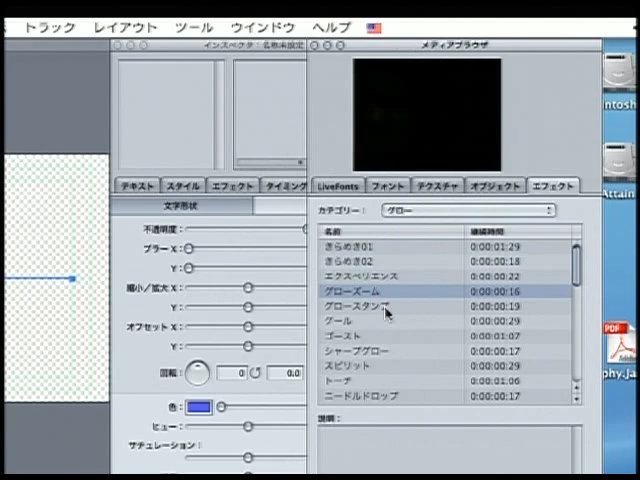 トラック レイアウト ツール ウインドウ ヘルプ
インスペクタ：名称未設定
メディアブラウザ
テキスト スタイル エフェクト タイミング
LiveFonts フォント テクスチャ オブジェクト エフェクト
文字形状
カテゴリー： グロー
名前 継続時間
不透明度：
ブラー X：
Y：
縮小／拡大 X：
Y：
オフセット X：
Y：
回転： 0 0.0
色：
ヒュー：
サチュレーション：
きらめき01 0:00:01:29
きらめき02 0:00:00:18
エクスペリエンス 0:00:00:22
グローズーム 0:00:00:16
グロースタンプ 0:00:00:19
グール 0:00:00:29
ゴースト 0:00:01:07
シャープグロー 0:00:00:17
スピリット 0:00:00:29
トーチ 0:00:01:06
ニードルドロップ 0:00:00:17
説明：
intosh
Attain
PDF
phy.Ja